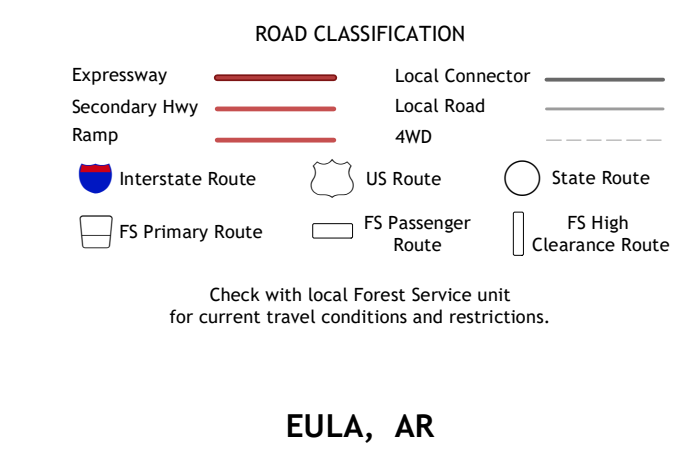 ROAD CLASSIFICATION
Expressway
Local Connector
Secondary Hwy
Local Road
Ramp
4WD
Interstate Route
US Route
State Route
FS Primary Route
FS Passenger
Route
FS High
Clearance Route
Check with local Forest Service unit
for current travel conditions and restrictions.
EULA, AR